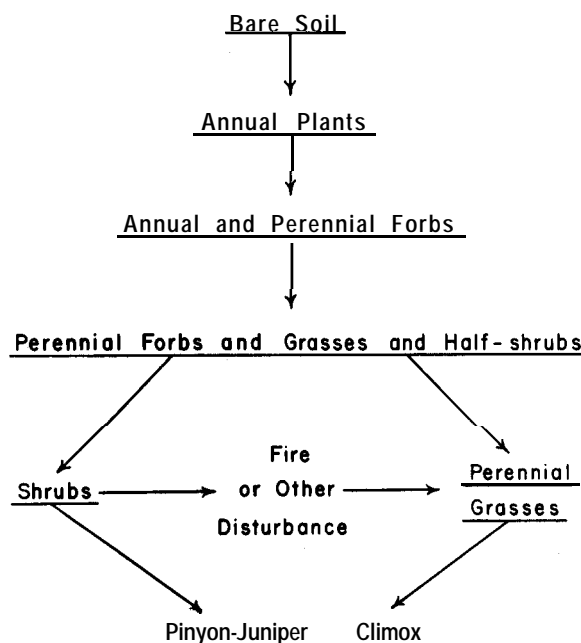 Bare Soil
Annual Plants
Annual and Perennial Forbs
Perennial Forbs and Grasses and Half-shrubs
Shrubs
Fire
or Other
Disturbance
Perennial
Grasses
Pinyon-Juniper Climox